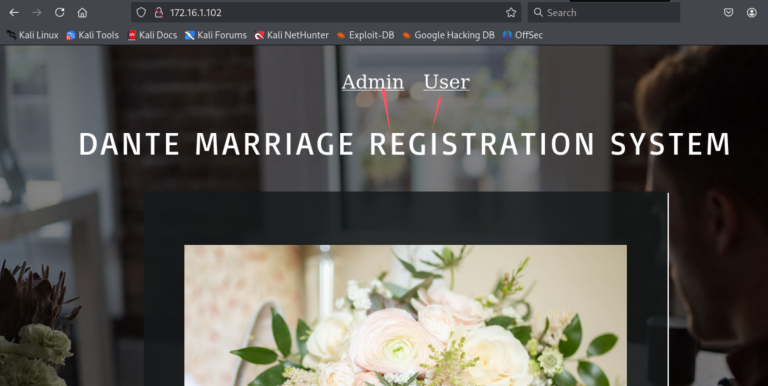 172.16.1.102
Search
Kali Linux
Kali Tools
Kali Docs
Kali Forums
Kali NetHunter
Exploit-DB
Google Hacking DB
OffSec
Admin
User
DANTE MARRIAGE REGISTRATION SYSTEM